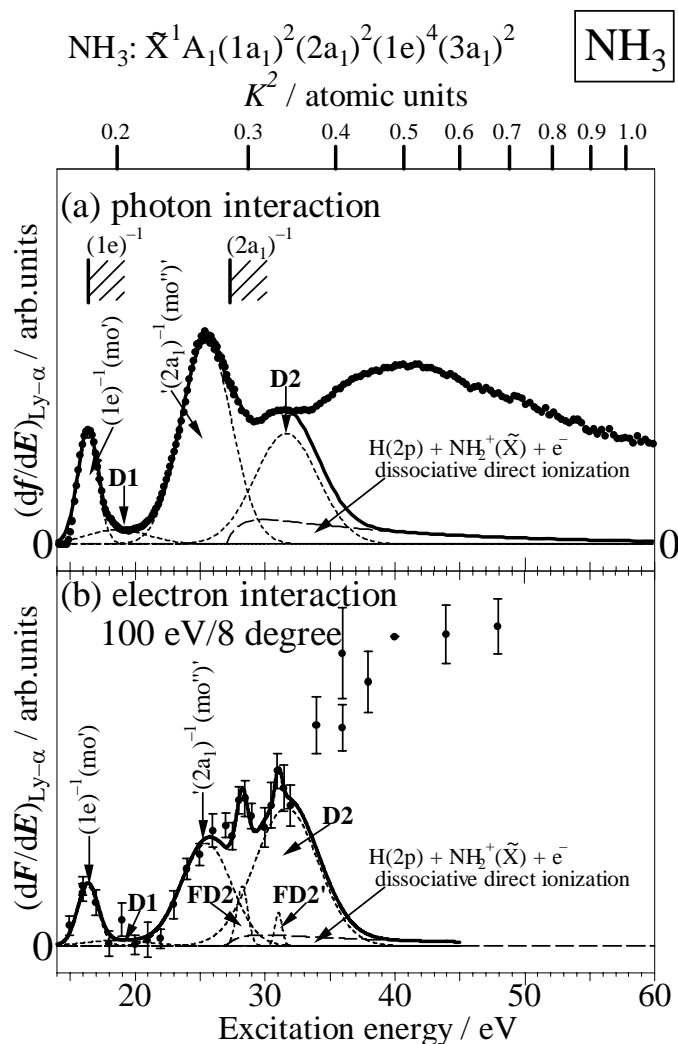 NH₃: X̃¹A₁(1a₁)²(2a₁)²(1e)⁴(3a₁)²
NH₃
K² / atomic units
0.2 0.3 0.4 0.5 0.6 0.7 0.8 0.9 1.0
(a) photon interaction
(1e)⁻¹
(2a₁)⁻¹
(1e)⁻¹(mo')
'(2a₁)⁻¹(mo'')'
D1
D2
H(2p) + NH₂⁺(X̃) + e⁻
dissociative direct ionization
(df/dE)Ly-α / arb.units
0
0
(b) electron interaction
100 eV/8 degree
(1e)⁻¹(mo')
'(2a₁)⁻¹(mo'')'
D1
D2
FD2
FD2'
H(2p) + NH₂⁺(X̃) + e⁻
dissociative direct ionization
(dF/dE)Ly-α / arb.units
0
20 30 40 50 60
Excitation energy / eV